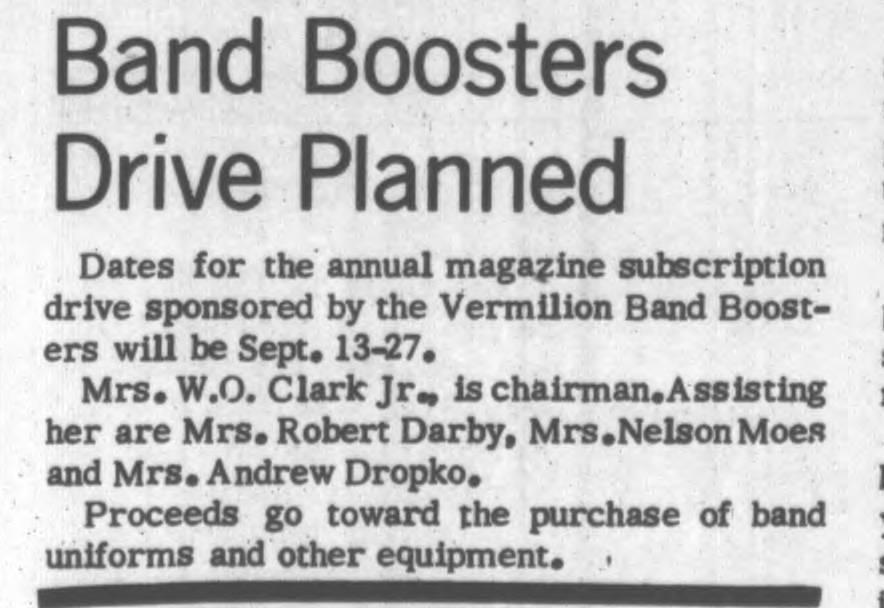 Band Boosters
Drive Planned
Dates for the annual magazine subscription
drive sponsored by the Vermilion Band Boost-
ers will be Sept. 13-27.
Mrs. W.O. Clark Jr., is chairman.Assisting
her are Mrs. Robert Darby, Mrs.Nelson Moes
and Mrs. Andrew Dropko.
Proceeds go toward the purchase of band
uniforms and other equipment.